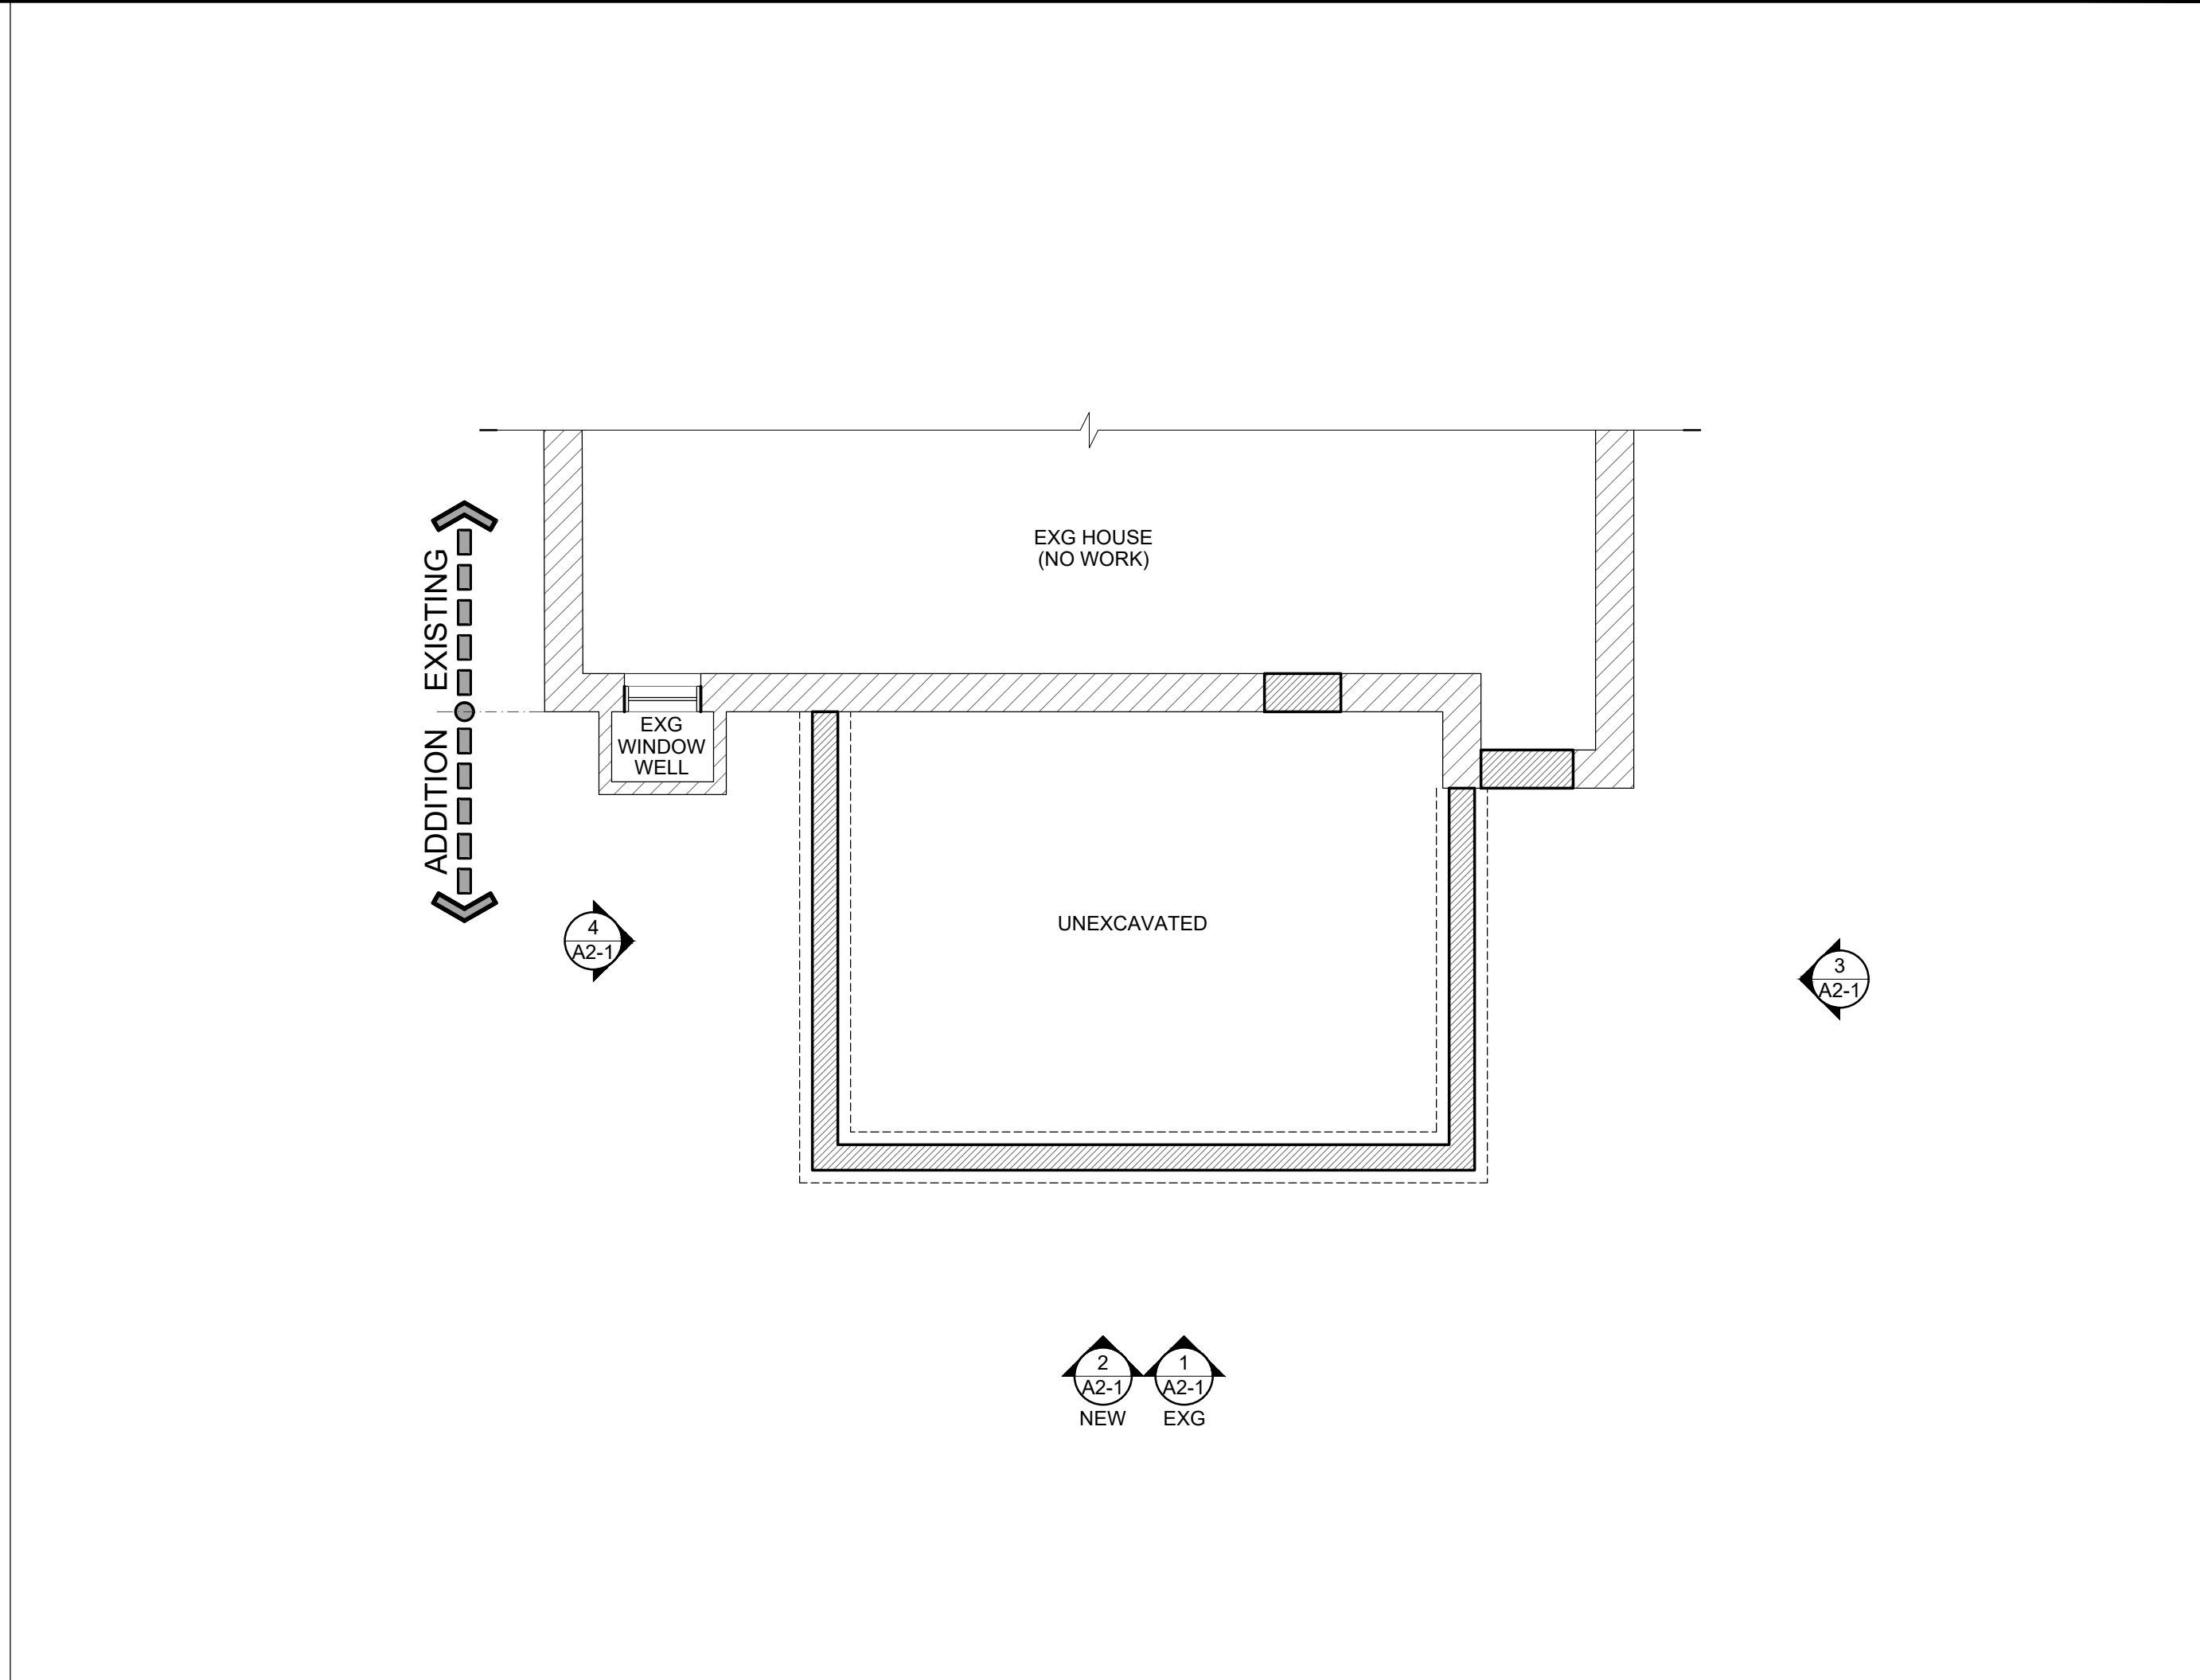 EXG HOUSE
(NO WORK)
EXISTING
ADDITION
EXG
WINDOW
WELL
UNEXCAVATED
4
A2-1
3
A2-1
2
A2-1
NEW
1
A2-1
EXG